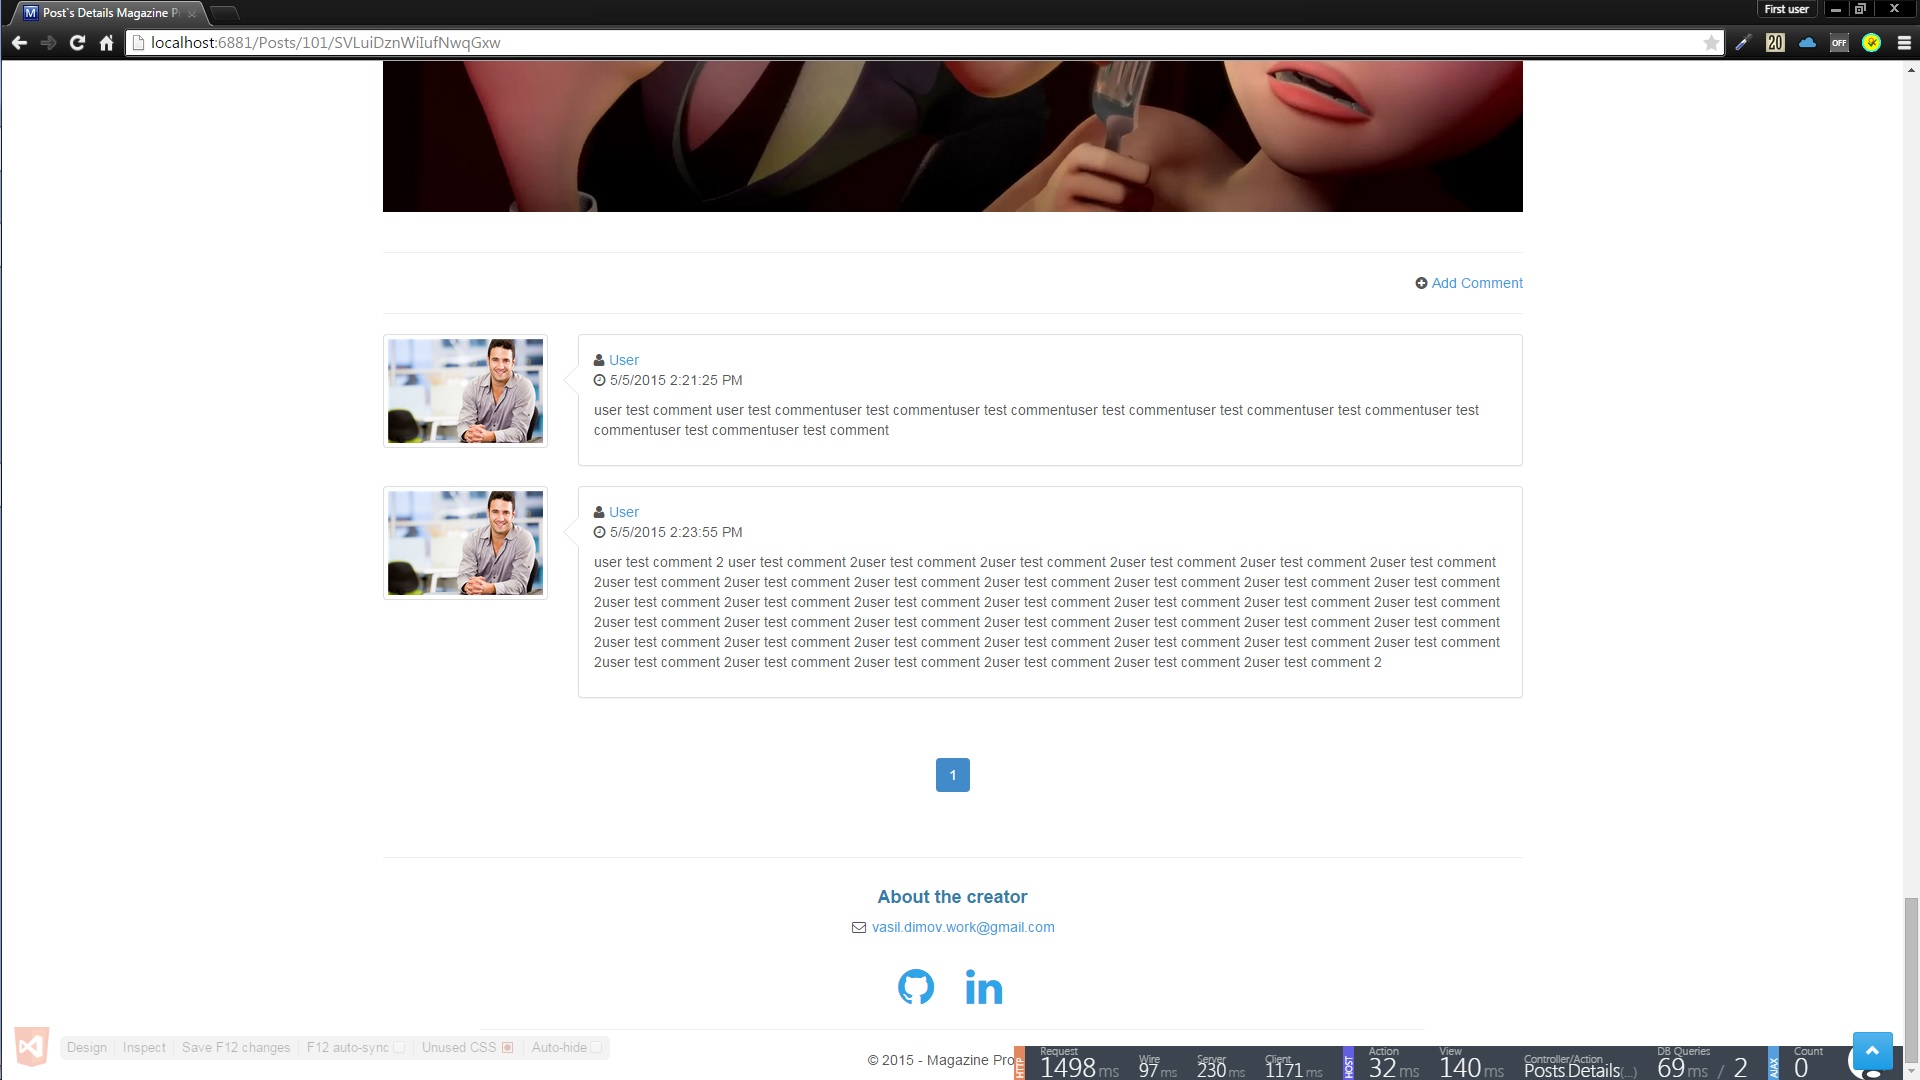 M Post`s Details Magazine P
First user
localhost:6881/Posts/101/SVLuiDznWiIufNwqGxw
20
OFF
Add Comment
User
5/5/2015 2:21:25 PM
user test comment user test commentuser test commentuser test commentuser test commentuser test commentuser test commentuser test
commentuser test commentuser test comment
User
5/5/2015 2:23:55 PM
user test comment 2 user test comment 2user test comment 2user test comment 2user test comment 2user test comment 2user test comment
2user test comment 2user test comment 2user test comment 2user test comment 2user test comment 2user test comment 2user test comment
2user test comment 2user test comment 2user test comment 2user test comment 2user test comment 2user test comment 2user test comment
2user test comment 2user test comment 2user test comment 2user test comment 2user test comment 2user test comment 2user test comment
2user test comment 2user test comment 2user test comment 2user test comment 2user test comment 2user test comment 2user test comment
2user test comment 2user test comment 2user test comment 2user test comment 2user test comment 2user test comment 2
1
About the creator
vasil.dimov.work@gmail.com
in
Design Inspect Save F12 changes F12 auto-sync Unused CSS Auto-hide
© 2015 - Magazine Pro
HTTP Request 1498 ms Wire 97 ms Server 230 ms Client 1171 ms HOST Action 32 ms View 140 ms Controller/Action Posts Details(...) DB Queries 69 ms / 2 AJAX Count 0